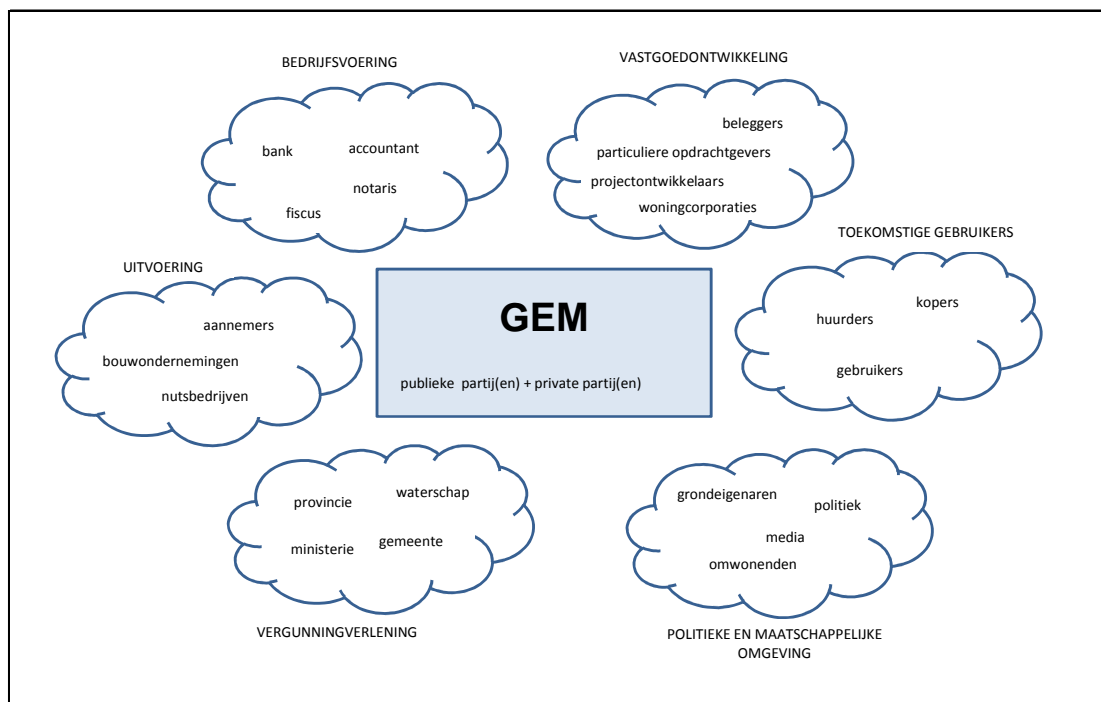 BEDRIJFSVOERING
bank
accountant
notaris
fiscus
VASTGOEDONTWIKKELING
beleggers
particuliere opdrachtgevers
projectontwikkelaars
woningcorporaties
UITVOERING
aannemers
bouwondernemingen
nutsbedrijven
GEM
publieke partij(en) + private partij(en)
TOEKOMSTIGE GEBRUIKERS
kopers
huurders
gebruikers
provincie
waterschap
ministerie
gemeente
VERGUNNINGVERLENING
grondeigenaren
politiek
media
omwonenden
POLITIEKE EN MAATSCHAPPELIJKE
OMGEVING